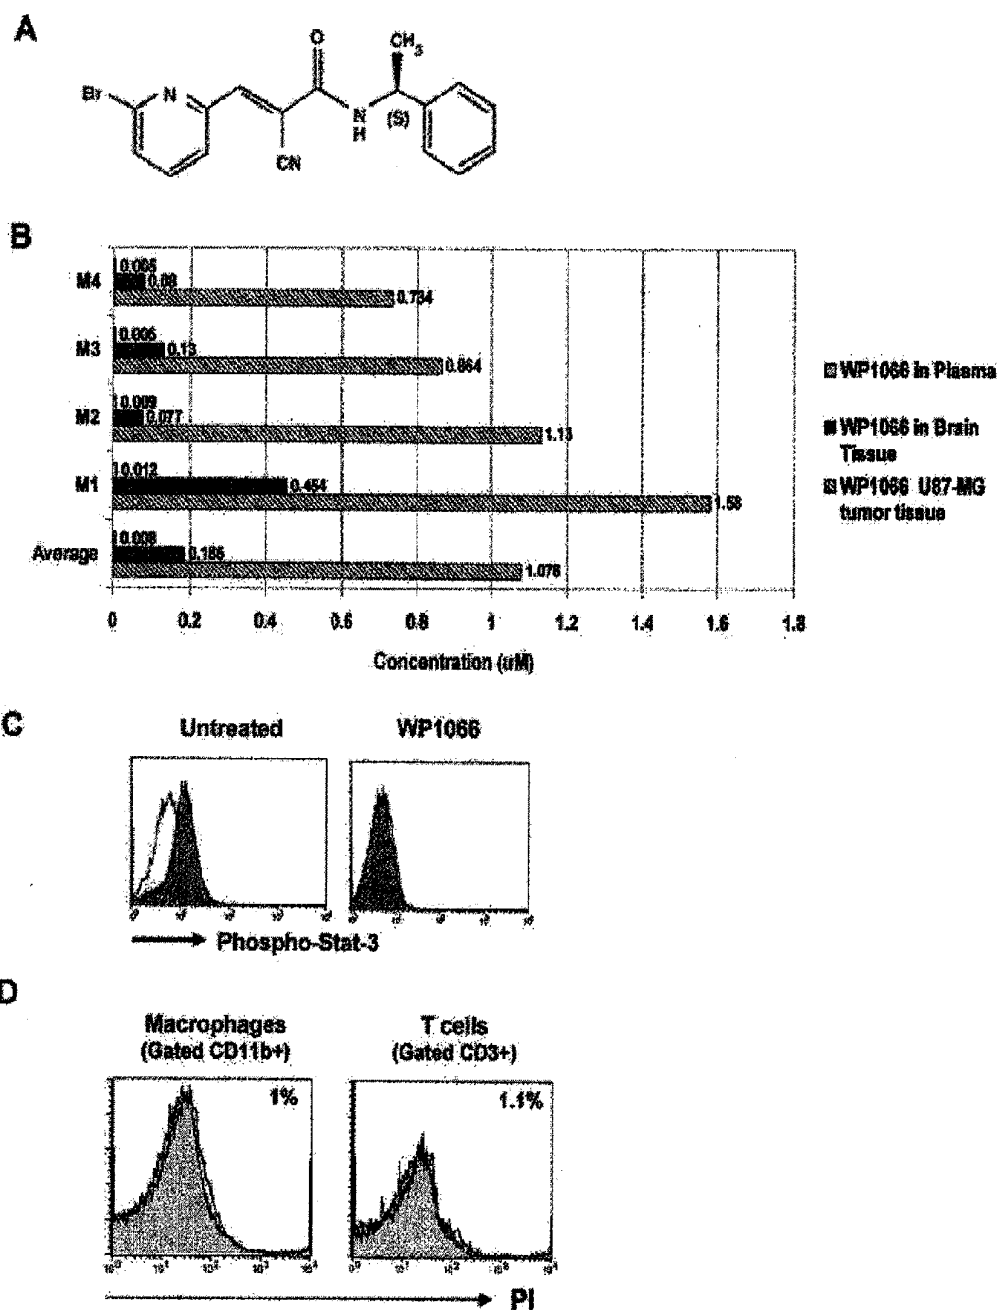 A
O
CH3
Br
N
N
H
(S)
CN
B
M4
0.005
0.09
0.734
M3
0.005
0.13
0.864
M2
0.009
0.077
1.13
M1
0.012
0.454
1.58
Average
0.008
0.185
1.078
0 0.2 0.4 0.6 0.8 1 1.2 1.4 1.6 1.8
Concentration (uM)
WP1066 in Plasma
WP1066 in Brain
Tissue
WP1066 U87-MG
tumor tissue
C
Untreated
WP1066
Phospho-Stat-3
D
Macrophages
(Gated CD11b+)
T cells
(Gated CD3+)
1%
1.1%
PI